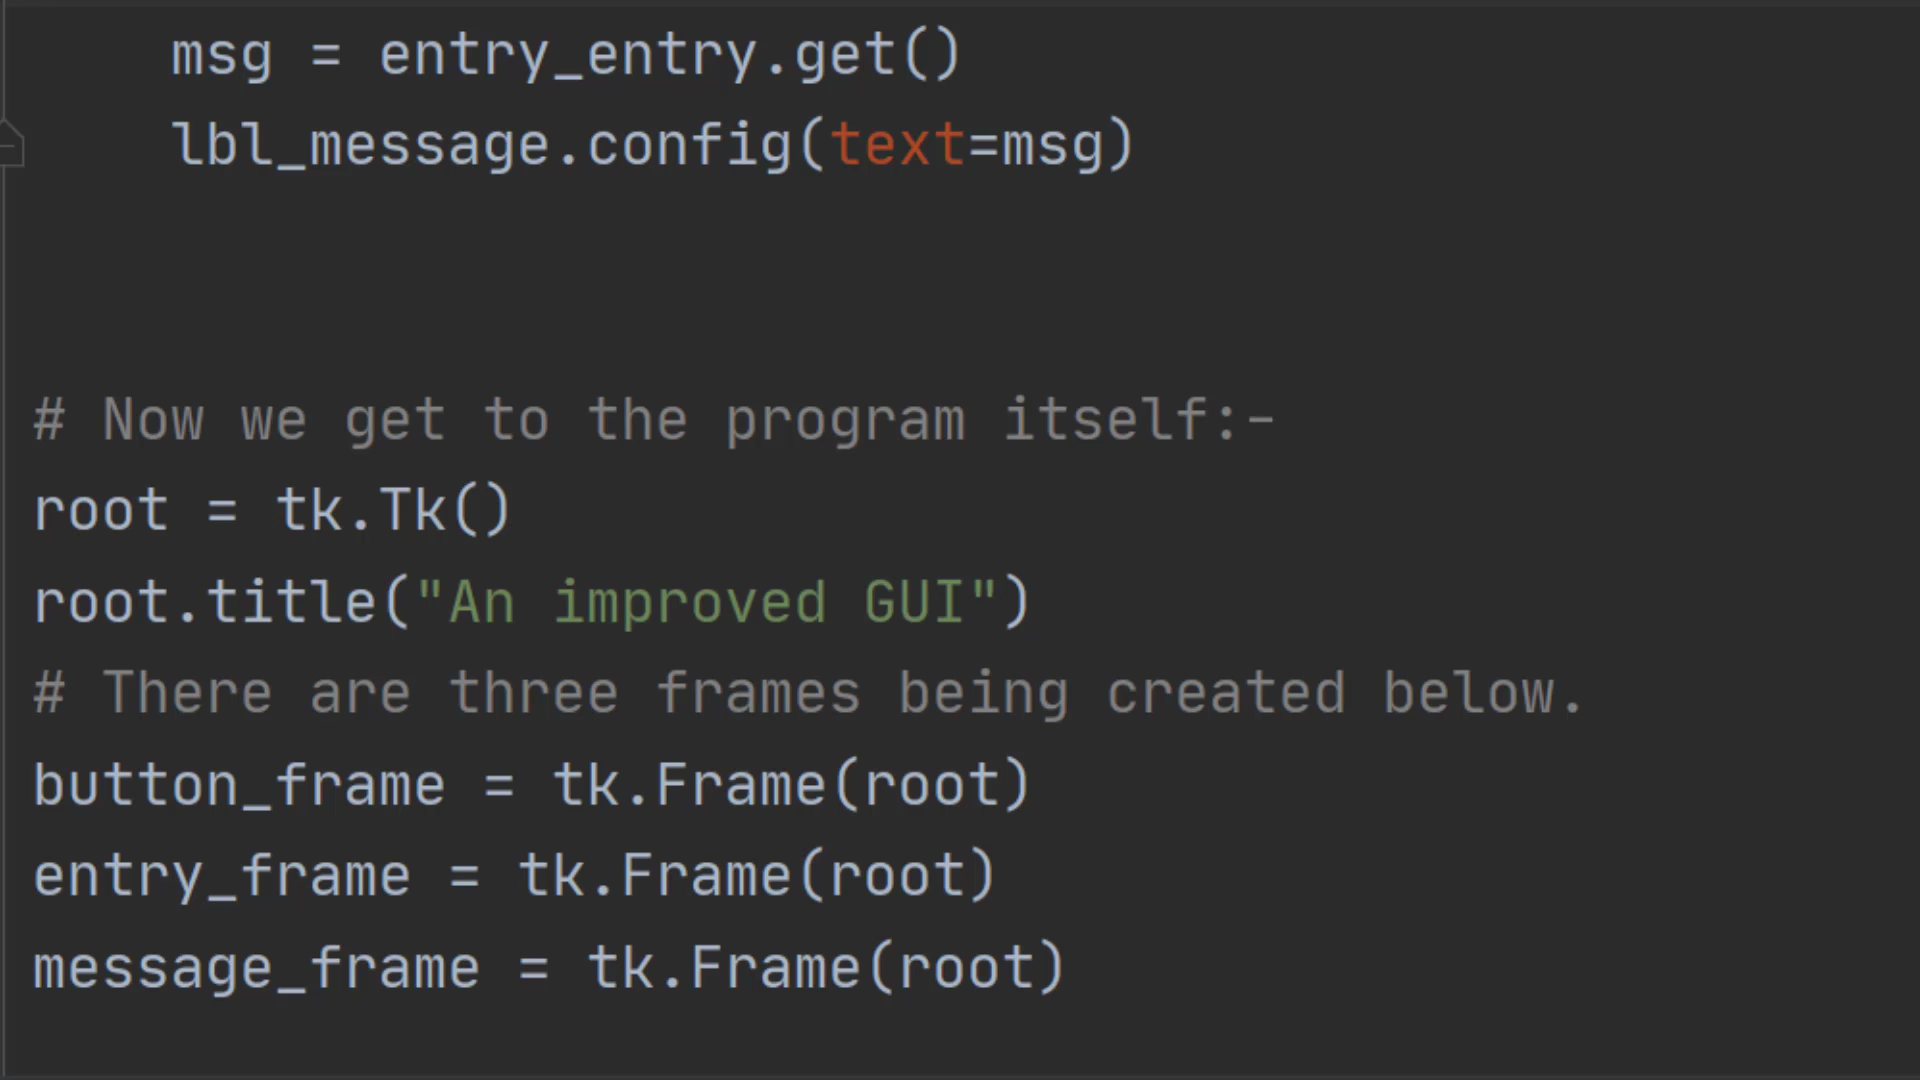 msg = entry_entry.get()
    lbl_message.config(text=msg)
# Now we get to the program itself:-
root = tk.Tk()
root.title("An improved GUI")
# There are three frames being created below.
button_frame = tk.Frame(root)
entry_frame = tk.Frame(root)
message_frame = tk.Frame(root)